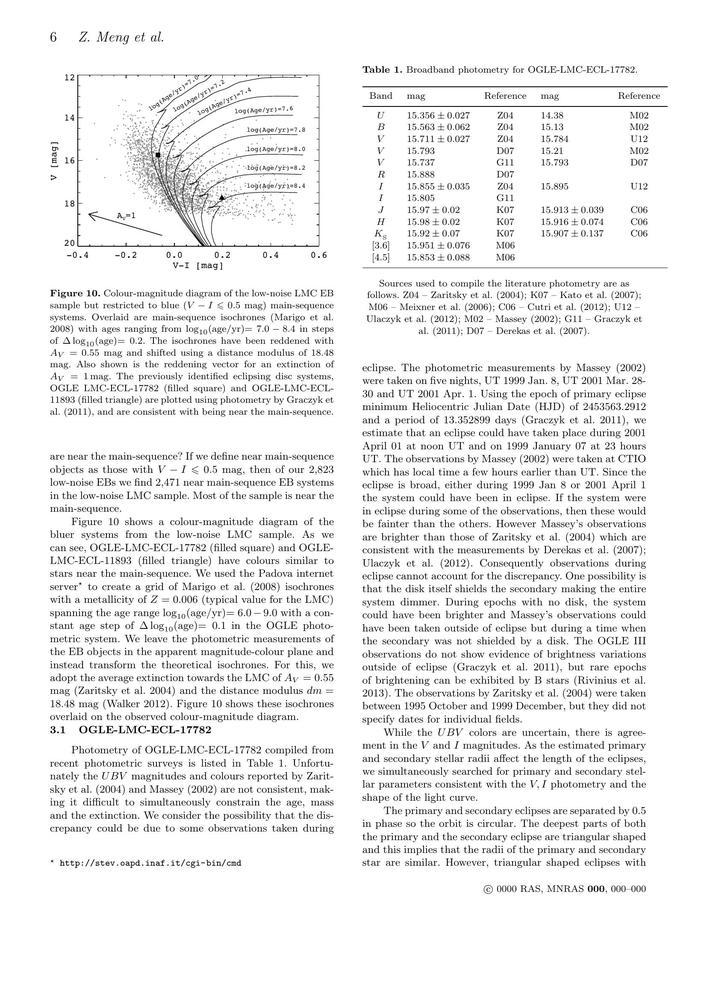 6    Z. Meng et al.
12
14
16
18
20
V [mag]
-0.4   -0.2   0.0   0.2   0.4   0.6
V-I [mag]
log(Age/yr)=7.0
log(Age/yr)=7.2
log(Age/yr)=7.4
log(Age/yr)=7.6
log(Age/yr)=7.8
log(Age/yr)=8.0
log(Age/yr)=8.2
log(Age/yr)=8.4
A_V=1
Figure 10. Colour-magnitude diagram of the low-noise LMC EB
sample but restricted to blue (V − I ⩽ 0.5 mag) main-sequence
systems. Overlaid are main-sequence isochrones (Marigo et al.
2008) with ages ranging from log10(age/yr)= 7.0 − 8.4 in steps
of Δ log10(age)= 0.2. The isochrones have been reddened with
A_V = 0.55 mag and shifted using a distance modulus of 18.48
mag. Also shown is the reddening vector for an extinction of
A_V = 1 mag. The previously identified eclipsing disc systems,
OGLE LMC-ECL-17782 (filled square) and OGLE-LMC-ECL-
11893 (filled triangle) are plotted using photometry by Graczyk et
al. (2011), and are consistent with being near the main-sequence.
are near the main-sequence? If we define near main-sequence
objects as those with V − I ⩽ 0.5 mag, then of our 2,823
low-noise EBs we find 2,471 near main-sequence EB systems
in the low-noise LMC sample. Most of the sample is near the
main-sequence.
Figure 10 shows a colour-magnitude diagram of the
bluer systems from the low-noise LMC sample. As we
can see, OGLE-LMC-ECL-17782 (filled square) and OGLE-
LMC-ECL-11893 (filled triangle) have colours similar to
stars near the main-sequence. We used the Padova internet
server* to create a grid of Marigo et al. (2008) isochrones
with a metallicity of Z = 0.006 (typical value for the LMC)
spanning the age range log10(age/yr)= 6.0 − 9.0 with a con-
stant age step of Δ log10(age)= 0.1 in the OGLE photo-
metric system. We leave the photometric measurements of
the EB objects in the apparent magnitude-colour plane and
instead transform the theoretical isochrones. For this, we
adopt the average extinction towards the LMC of A_V = 0.55
mag (Zaritsky et al. 2004) and the distance modulus dm =
18.48 mag (Walker 2012). Figure 10 shows these isochrones
overlaid on the observed colour-magnitude diagram.
3.1    OGLE-LMC-ECL-17782
Photometry of OGLE-LMC-ECL-17782 compiled from
recent photometric surveys is listed in Table 1. Unfortu-
nately the UBV magnitudes and colours reported by Zarit-
sky et al. (2004) and Massey (2002) are not consistent, mak-
ing it difficult to simultaneously constrain the age, mass
and the extinction. We consider the possibility that the dis-
crepancy could be due to some observations taken during
* http://stev.oapd.inaf.it/cgi-bin/cmd
Table 1. Broadband photometry for OGLE-LMC-ECL-17782.
Band   mag   Reference   mag   Reference
U   15.356 ± 0.027   Z04   14.38   M02
B   15.563 ± 0.062   Z04   15.13   M02
V   15.711 ± 0.027   Z04   15.784   U12
V   15.793   D07   15.21   M02
V   15.737   G11   15.793   D07
R   15.888   D07
I   15.855 ± 0.035   Z04   15.895   U12
I   15.805   G11
J   15.97 ± 0.02   K07   15.913 ± 0.039   C06
H   15.98 ± 0.02   K07   15.916 ± 0.074   C06
K_S   15.92 ± 0.07   K07   15.907 ± 0.137   C06
[3.6]   15.951 ± 0.076   M06
[4.5]   15.853 ± 0.088   M06
Sources used to compile the literature photometry are as
follows. Z04 – Zaritsky et al. (2004); K07 – Kato et al. (2007);
M06 – Meixner et al. (2006); C06 – Cutri et al. (2012); U12 –
Ulaczyk et al. (2012); M02 – Massey (2002); G11 – Graczyk et
al. (2011); D07 – Derekas et al. (2007).
eclipse. The photometric measurements by Massey (2002)
were taken on five nights, UT 1999 Jan. 8, UT 2001 Mar. 28-
30 and UT 2001 Apr. 1. Using the epoch of primary eclipse
minimum Heliocentric Julian Date (HJD) of 2453563.2912
and a period of 13.352899 days (Graczyk et al. 2011), we
estimate that an eclipse could have taken place during 2001
April 01 at noon UT and on 1999 January 07 at 23 hours
UT. The observations by Massey (2002) were taken at CTIO
which has local time a few hours earlier than UT. Since the
eclipse is broad, either during 1999 Jan 8 or 2001 April 1
the system could have been in eclipse. If the system were
in eclipse during some of the observations, then these would
be fainter than the others. However Massey's observations
are brighter than those of Zaritsky et al. (2004) which are
consistent with the measurements by Derekas et al. (2007);
Ulaczyk et al. (2012). Consequently observations during
eclipse cannot account for the discrepancy. One possibility is
that the disk itself shields the secondary making the entire
system dimmer. During epochs with no disk, the system
could have been brighter and Massey's observations could
have been taken outside of eclipse but during a time when
the secondary was not shielded by a disk. The OGLE III
observations do not show evidence of brightness variations
outside of eclipse (Graczyk et al. 2011), but rare epochs
of brightening can be exhibited by B stars (Rivinius et al.
2013). The observations by Zaritsky et al. (2004) were taken
between 1995 October and 1999 December, but they did not
specify dates for individual fields.
While the UBV colors are uncertain, there is agree-
ment in the V and I magnitudes. As the estimated primary
and secondary stellar radii affect the length of the eclipses,
we simultaneously searched for primary and secondary stel-
lar parameters consistent with the V, I photometry and the
shape of the light curve.
The primary and secondary eclipses are separated by 0.5
in phase so the orbit is circular. The deepest parts of both
the primary and the secondary eclipse are triangular shaped
and this implies that the radii of the primary and secondary
star are similar. However, triangular shaped eclipses with
© 0000 RAS, MNRAS 000, 000–000